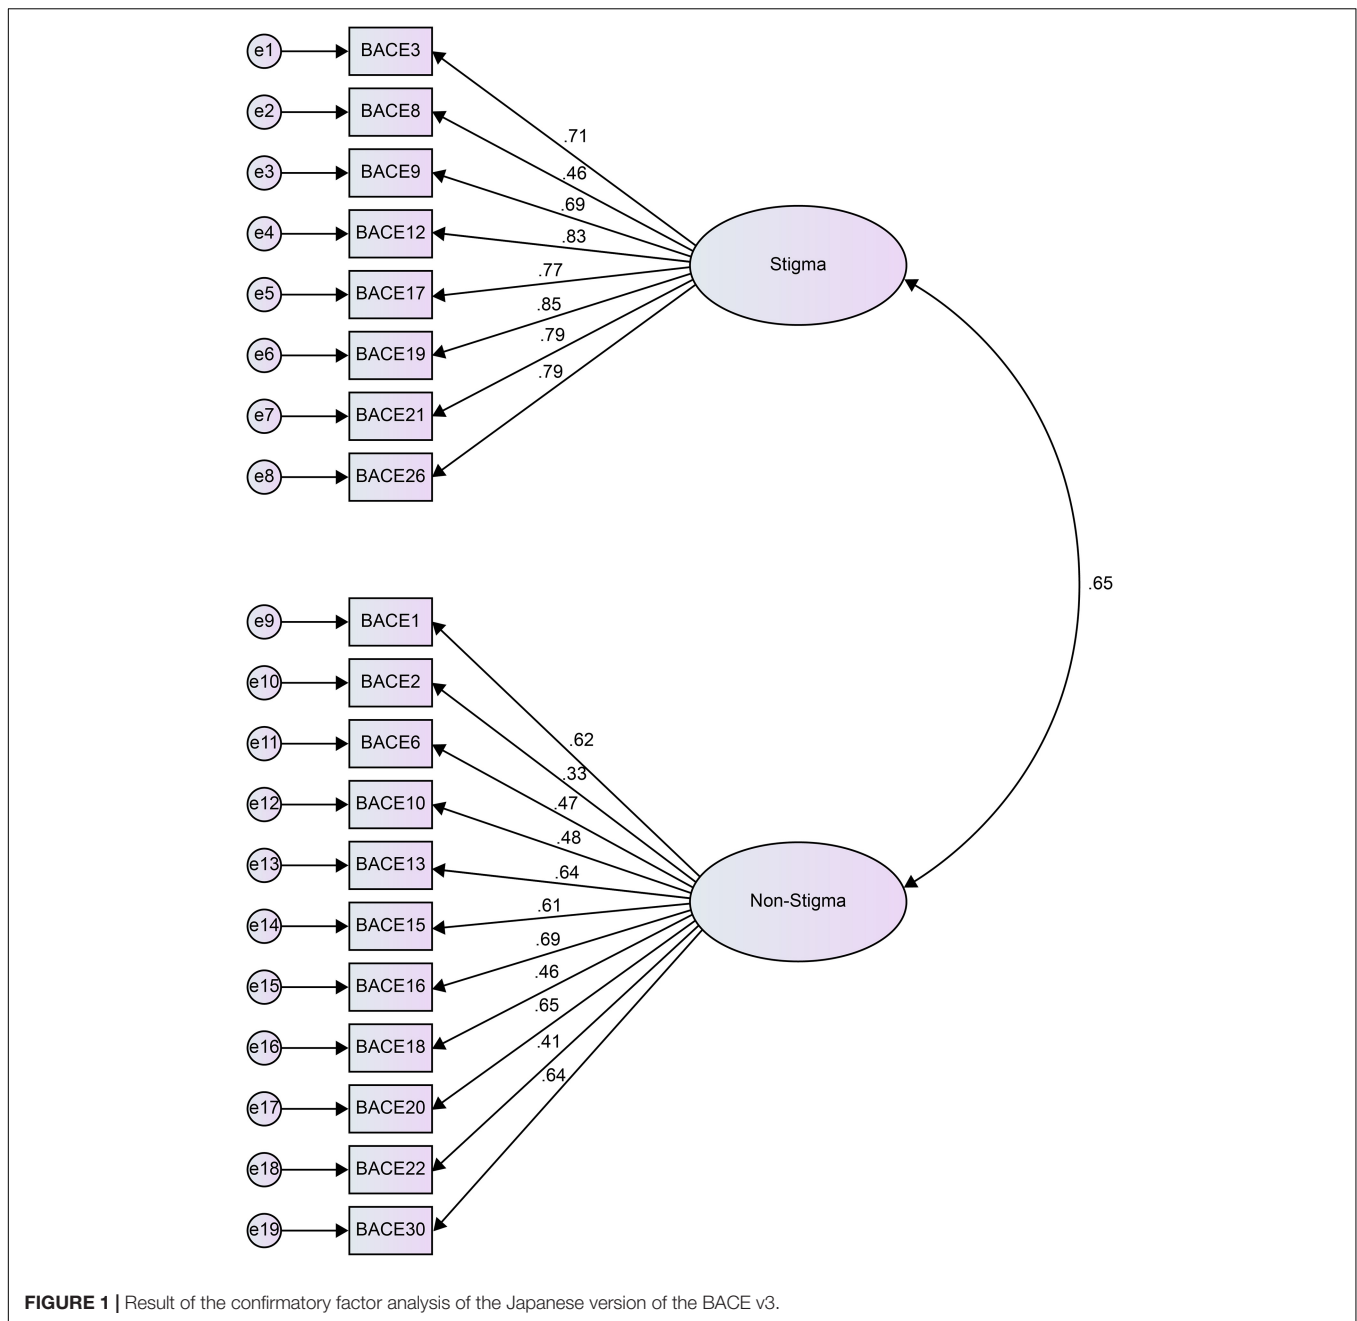 e1 BACE3
.71
e2 BACE8
.46
e3 BACE9
.69
e4 BACE12
.83
Stigma
e5 BACE17
.77
e6 BACE19
.85
e7 BACE21
.79
e8 BACE26
.79
.65
e9 BACE1
.62
e10 BACE2
.33
e11 BACE6
.47
e12 BACE10
.48
e13 BACE13
.64
Non-Stigma
e14 BACE15
.61
e15 BACE16
.69
e16 BACE18
.46
e17 BACE20
.65
e18 BACE22
.41
e19 BACE30
.64
FIGURE 1 | Result of the confirmatory factor analysis of the Japanese version of the BACE v3.